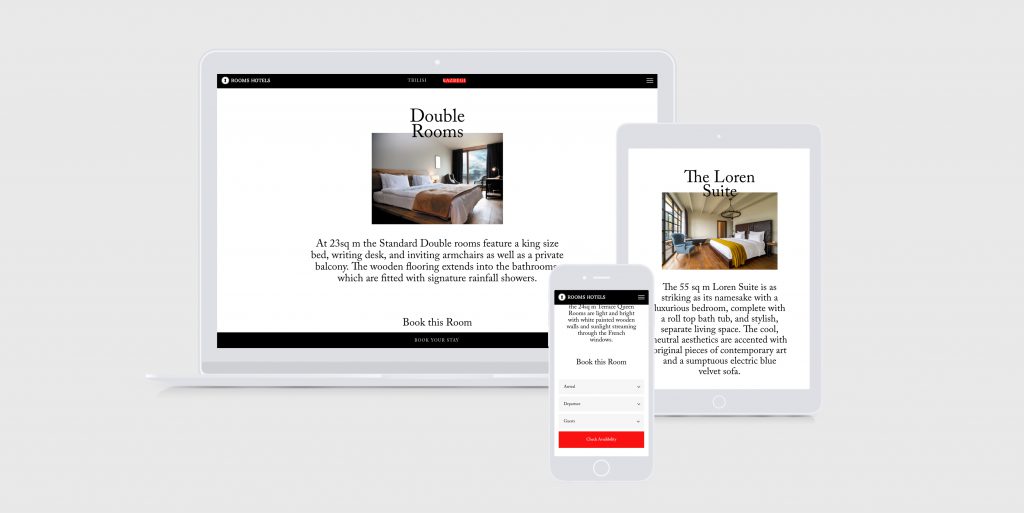 ROOMS HOTELS
TBILISI
KAZBEGI
Double
Rooms
At 23sq m the Standard Double rooms feature a king size
bed, writing desk, and inviting armchairs as well as a private
balcony. The wooden flooring extends into the bathrooms,
which are fitted with signature rainfall showers.
Book this Room
BOOK YOUR STAY
The Loren
Suite
The 55 sq m Loren Suite is as
striking as its namesake with a
luxurious bedroom, complete with
a roll top bath tub, and stylish,
separate living space. The cool,
neutral aesthetics are accented with
original pieces of contemporary art
and a sumptuous electric blue
velvet sofa.
ROOMS HOTELS
the 24sq m Terrace Queen
Rooms are light and bright
with white painted wooden
walls and sunlight streaming
through the French
windows.
Book this Room
Arrival
Departure
Guests
Check Availability